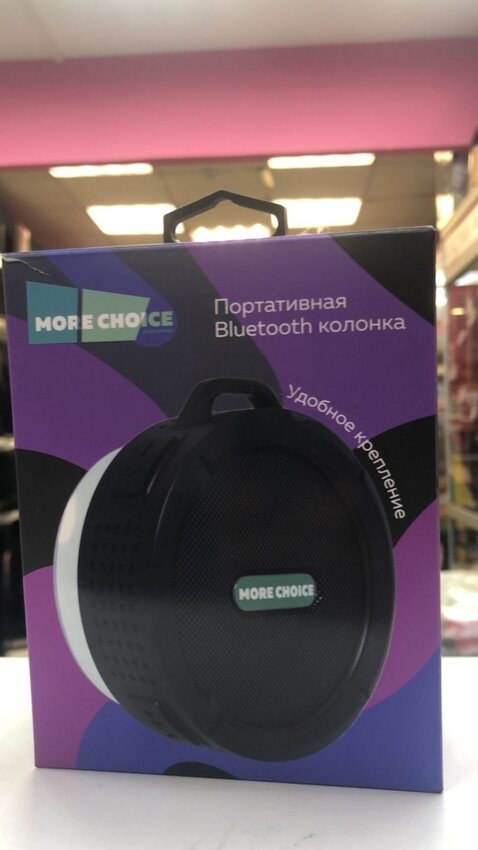 MORE CHOICE
Портативная
Bluetooth колонка
Удобное крепление
MORE CHOICE